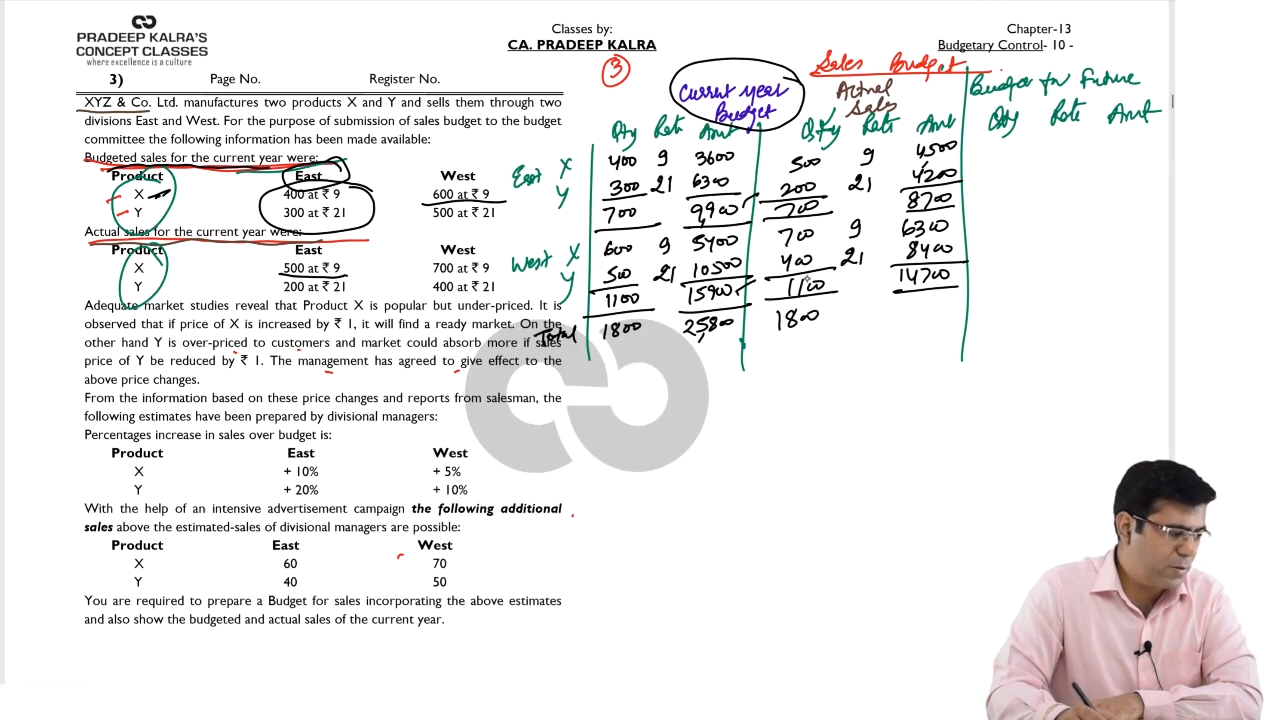 PRADEEP KALRA'S
CONCEPT CLASSES
where excellence is a culture
Classes by:
CA. PRADEEP KALRA
Chapter-13
Budgetary Control- 10 -
3) Page No. Register No.
XYZ & Co. Ltd. manufactures two products X and Y and sells them through two
divisions East and West. For the purpose of submission of sales budget to the budget
committee the following information has been made available:
Budgeted sales for the current year were:
Product East West
X 400 at ₹ 9 600 at ₹ 9
Y 300 at ₹ 21 500 at ₹ 21
Actual sales for the current year were:
Product East West
X 500 at ₹ 9 700 at ₹ 9
Y 200 at ₹ 21 400 at ₹ 21
Adequate market studies reveal that Product X is popular but under-priced. It is
observed that if price of X is increased by ₹ 1, it will find a ready market. On the
other hand Y is over-priced to customers and market could absorb more if sales
price of Y be reduced by ₹ 1. The management has agreed to give effect to the
above price changes.
From the information based on these price changes and reports from salesman, the
following estimates have been prepared by divisional managers:
Percentages increase in sales over budget is:
Product East West
X + 10% + 5%
Y + 20% + 10%
With the help of an intensive advertisement campaign the following additional
sales above the estimated-sales of divisional managers are possible:
Product East West
X 60 70
Y 40 50
You are required to prepare a Budget for sales incorporating the above estimates
and also show the budgeted and actual sales of the current year.
3
Sales Budget
Current year Budget
Actual Sales
Budget for Future
Qty Rate Amt Qty Rate Amt Qty Rate Amt
East X 400 9 3600 500 9 4500
Y 300 21 6300 200 21 4200
700 9,900 700 8700
West X 600 9 5400 700 9 6300
Y 500 21 10500 400 21 8400
1100 15900 1100 14700
Total 1800 25,800 1800